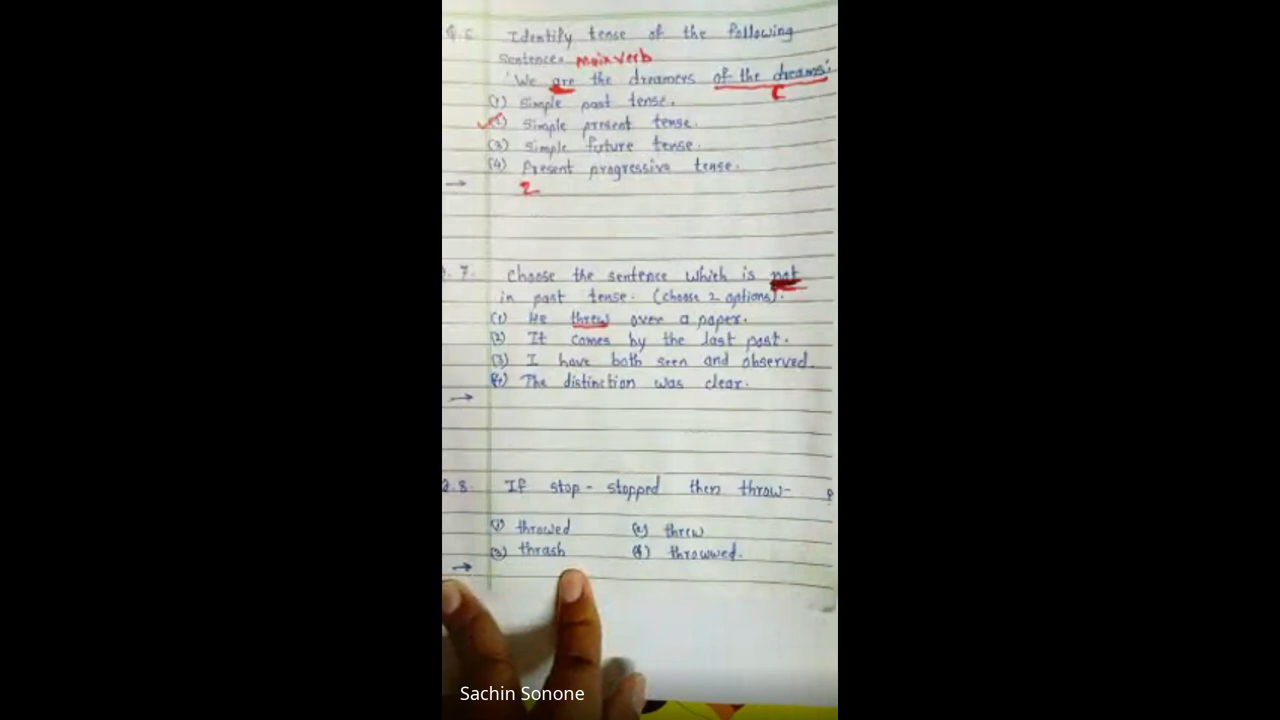 Q.6. Identify tense of the following
sentence. Main verb
'We are the dreamers of the dreams'.
C
(1) Simple past tense.
(2) Simple present tense.
(3) Simple future tense.
(4) Present progressive tense.
→ 2
Q.7. Choose the sentence which is not
in past tense. (choose 2 options).
(1) He threw over a paper.
(2) It comes by the last post.
(3) I have both seen and observed.
(4) The distinction was clear.
→
Q.8. If stop - stopped then throw- ?
(1) throwed (2) threw
(3) thrash (4) throwwed.
→
Sachin Sonone